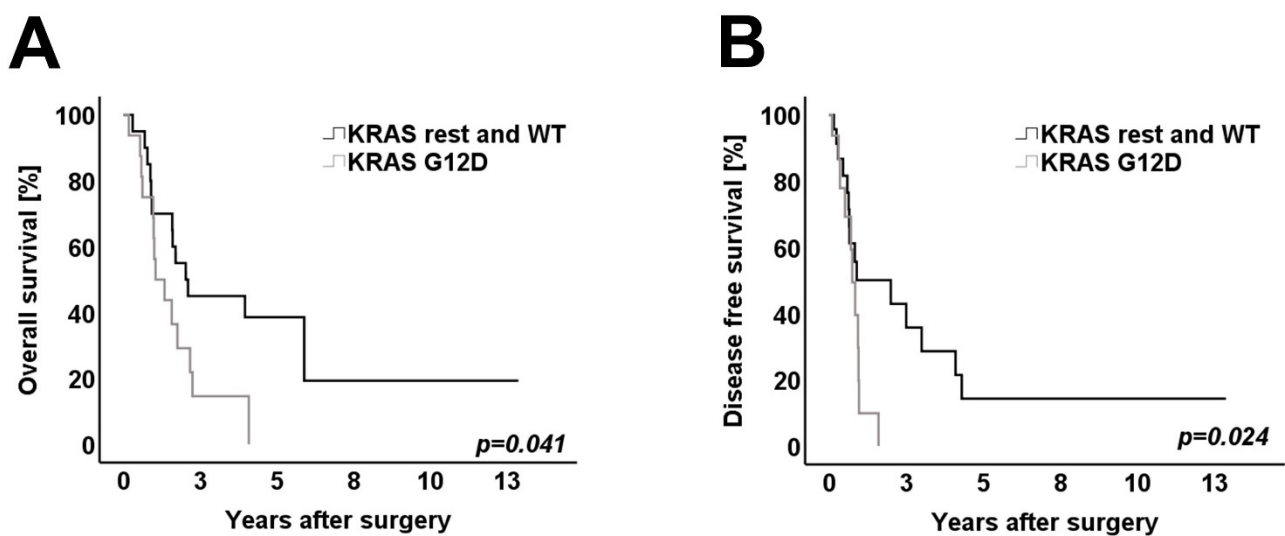 A
Overall survival [%]
100
80
60
40
20
0
KRAS rest and WT
KRAS G12D
p=0.041
0 3 5 8 10 13
Years after surgery
B
Disease free survival [%]
100
80
60
40
20
0
KRAS rest and WT
KRAS G12D
p=0.024
0 3 5 8 10 13
Years after surgery